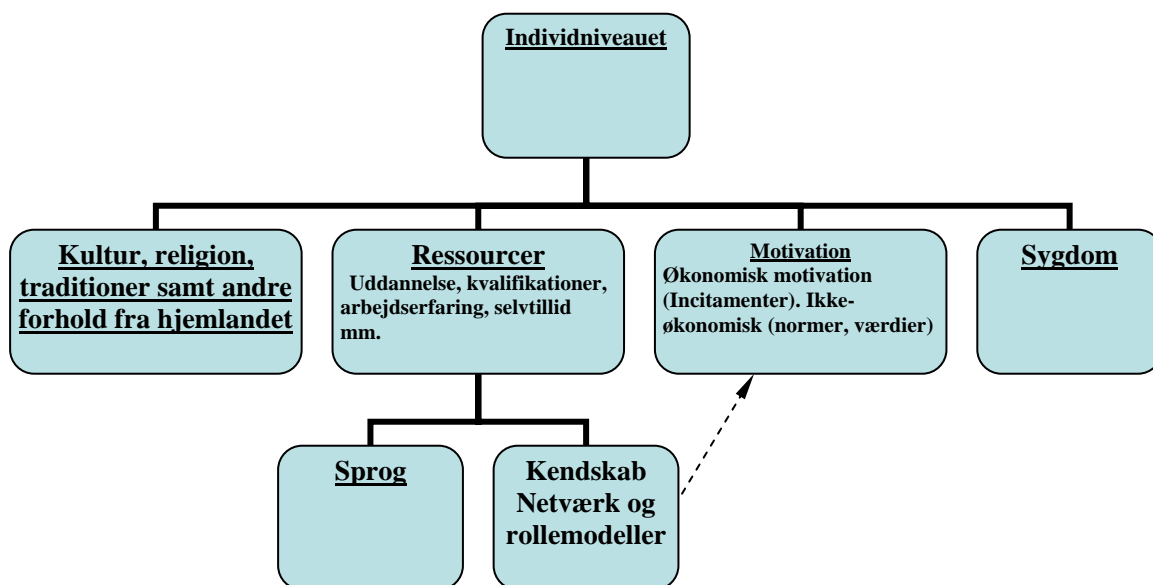 Individniveauet
Kultur, religion,
traditioner samt andre
forhold fra hjemlandet
Ressourcer
Uddannelse, kvalifikationer,
arbejdserfaring, selvtillid
mm.
Motivation
Økonomisk motivation
(Incitamenter). Ikke-
økonomisk (normer, værdier)
Sygdom
Sprog
Kendskab
Netværk og
rollemodeller